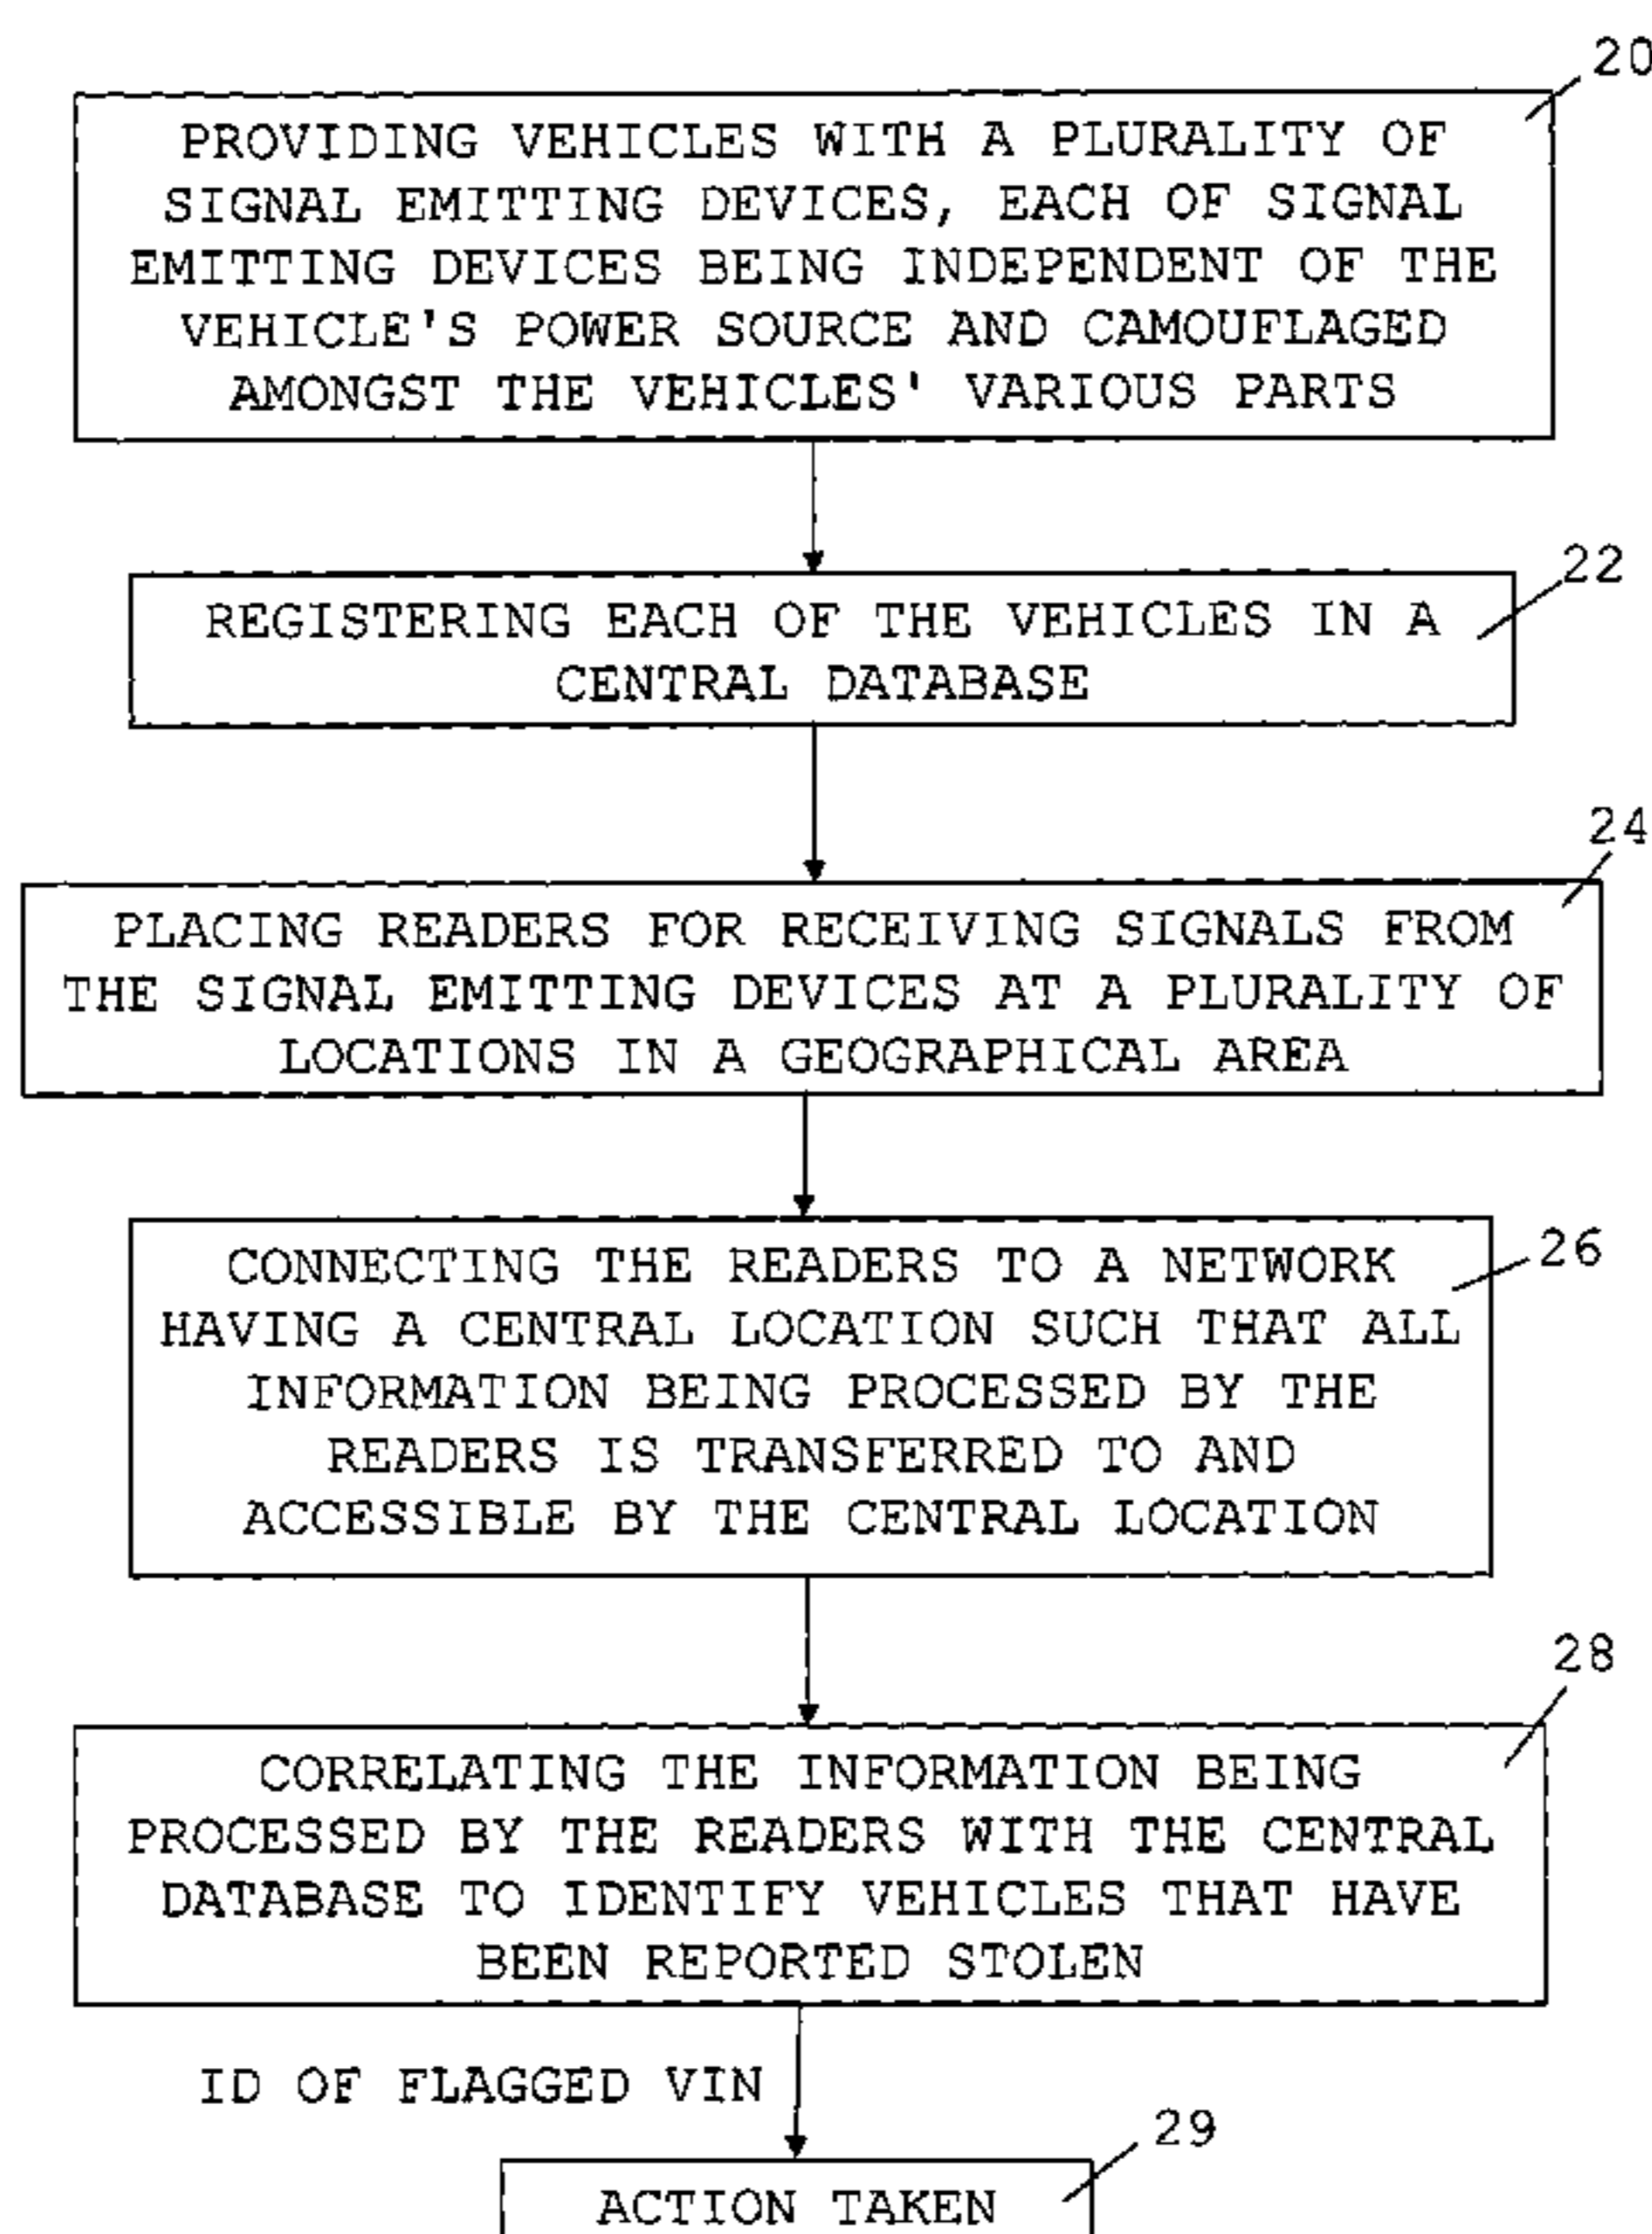 20
PROVIDING VEHICLES WITH A PLURALITY OF
SIGNAL EMITTING DEVICES, EACH OF SIGNAL
EMITTING DEVICES BEING INDEPENDENT OF THE
VEHICLE'S POWER SOURCE AND CAMOUFLAGED
AMONGST THE VEHICLES' VARIOUS PARTS
22
REGISTERING EACH OF THE VEHICLES IN A
CENTRAL DATABASE
24
PLACING READERS FOR RECEIVING SIGNALS FROM
THE SIGNAL EMITTING DEVICES AT A PLURALITY OF
LOCATIONS IN A GEOGRAPHICAL AREA
26
CONNECTING THE READERS TO A NETWORK
HAVING A CENTRAL LOCATION SUCH THAT ALL
INFORMATION BEING PROCESSED BY THE
READERS IS TRANSFERRED TO AND
ACCESSIBLE BY THE CENTRAL LOCATION
28
CORRELATING THE INFORMATION BEING
PROCESSED BY THE READERS WITH THE CENTRAL
DATABASE TO IDENTIFY VEHICLES THAT HAVE
BEEN REPORTED STOLEN
ID OF FLAGGED VIN
29
ACTION TAKEN